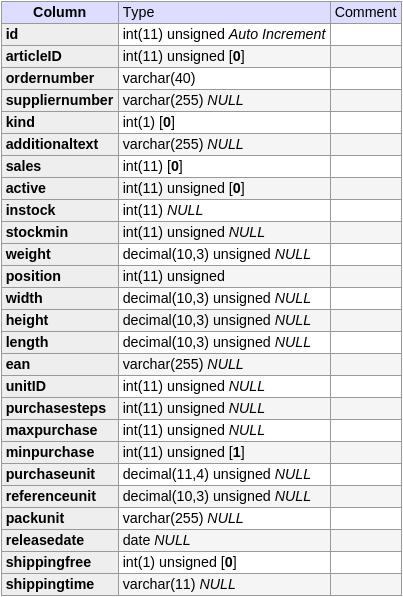 Column Type Comment
id int(11) unsigned Auto Increment
articleID int(11) unsigned [0]
ordernumber varchar(40)
suppliernumber varchar(255) NULL
kind int(1) [0]
additionaltext varchar(255) NULL
sales int(11) [0]
active int(11) unsigned [0]
instock int(11) NULL
stockmin int(11) unsigned NULL
weight decimal(10,3) unsigned NULL
position int(11) unsigned
width decimal(10,3) unsigned NULL
height decimal(10,3) unsigned NULL
length decimal(10,3) unsigned NULL
ean varchar(255) NULL
unitID int(11) unsigned NULL
purchasesteps int(11) unsigned NULL
maxpurchase int(11) unsigned NULL
minpurchase int(11) unsigned [1]
purchaseunit decimal(11,4) unsigned NULL
referenceunit decimal(10,3) unsigned NULL
packunit varchar(255) NULL
releasedate date NULL
shippingfree int(1) unsigned [0]
shippingtime varchar(11) NULL